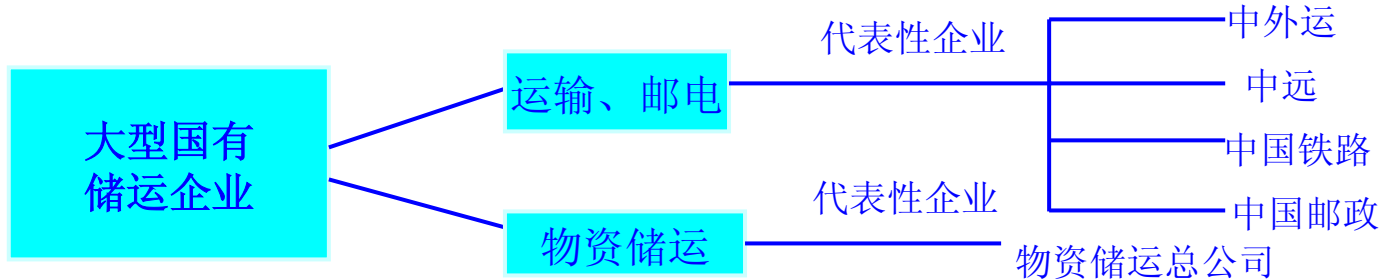 大型国有
储运企业
运输、邮电
代表性企业
中外运
中远
中国铁路
中国邮政
物资储运
代表性企业
物资储运总公司